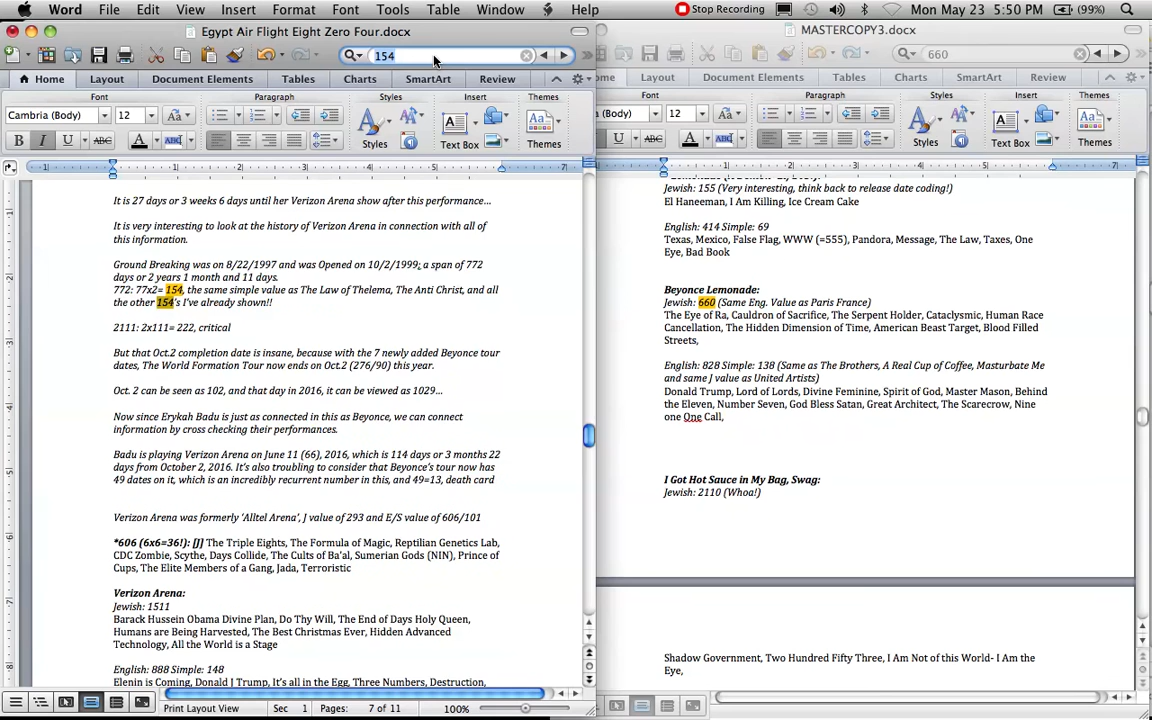 Word File Edit View Insert Format Font Tools Table Window Help Stop Recording (99%) Mon May 23 5:50 PM
Egypt Air Flight Eight Zero Four.docx
154
Home Layout Document Elements Tables Charts SmartArt Review
Font Paragraph Styles Insert Themes
Cambria (Body) 12 Aa
B I U ABC A ABC Styles Text Box Themes
It is 27 days or 3 weeks 6 days until her Verizon Arena show after this performance...
It is very interesting to look at the history of Verizon Arena in connection with all of
this information.
Ground Breaking was on 8/22/1997 and was Opened on 10/2/1999; a span of 772
days or 2 years 1 month and 11 days.
772: 77x2= 154, the same simple value as The Law of Thelema, The Anti Christ, and all
the other 154's I've already shown!!
2111: 2x111= 222, critical
But that Oct.2 completion date is insane, because with the 7 newly added Beyonce tour
dates, The World Formation Tour now ends on Oct.2 (276/90) this year.
Oct. 2 can be seen as 102, and that day in 2016, it can be viewed as 1029...
Now since Erykah Badu is just as connected in this as Beyonce, we can connect
information by cross checking their performances.
Badu is playing Verizon Arena on June 11 (66), 2016, which is 114 days or 3 months 22
days from October 2, 2016. It's also troubling to consider that Beyonce's tour now has
49 dates on it, which is an incredibly recurrent number in this, and 49=13, death card
Verizon Arena was formerly 'Alltel Arena', J value of 293 and E/S value of 606/101
*606 (6x6=36!): [J] The Triple Eights, The Formula of Magic, Reptilian Genetics Lab,
CDC Zombie, Scythe, Days Collide, The Cults of Ba'al, Sumerian Gods (NIN), Prince of
Cups, The Elite Members of a Gang, Jada, Terroristic
Verizon Arena:
Jewish: 1511
Barack Hussein Obama Divine Plan, Do Thy Will, The End of Days Holy Queen,
Humans are Being Harvested, The Best Christmas Ever, Hidden Advanced
Technology, All the World is a Stage
English: 888 Simple: 148
Elenin is Coming, Donald J Trump, It's all in the Egg, Three Numbers, Destruction,
Print Layout View Sec 1 Pages: 7 of 11 100%
MASTERCOPY3.docx
660
Layout Document Elements Tables Charts SmartArt Review
Font Paragraph Styles Insert Themes
(Body) 12 Aa
U ABC A ABC Styles Text Box Themes
Jewish: 155 (Very interesting, think back to release date coding!)
El Haneeman, I Am Killing, Ice Cream Cake
English: 414 Simple: 69
Texas, Mexico, False Flag, WWW (=555), Pandora, Message, The Law, Taxes, One
Eye, Bad Book
Beyonce Lemonade:
Jewish: 660 (Same Eng. Value as Paris France)
The Eye of Ra, Cauldron of Sacrifice, The Serpent Holder, Cataclysmic, Human Race
Cancellation, The Hidden Dimension of Time, American Beast Target, Blood Filled
Streets,
English: 828 Simple: 138 (Same as The Brothers, A Real Cup of Coffee, Masturbate Me
and same J value as United Artists)
Donald Trump, Lord of Lords, Divine Feminine, Spirit of God, Master Mason, Behind
the Eleven, Number Seven, God Bless Satan, Great Architect, The Scarecrow, Nine
one One Call,
I Got Hot Sauce in My Bag, Swag:
Jewish: 2110 (Whoa!)
Shadow Government, Two Hundred Fifty Three, I Am Not of this World- I Am the
Eye,